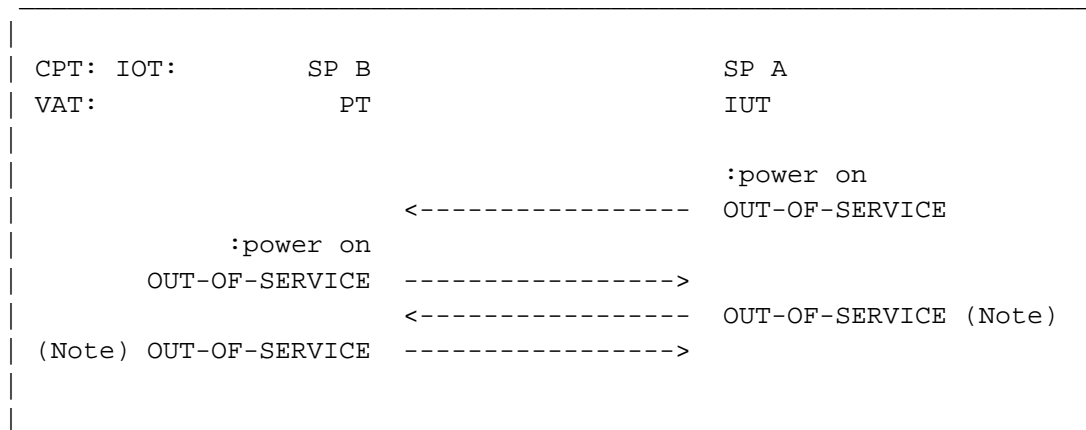 CPT: IOT: SP B SP A
VAT: PT IUT
:power on
<----------------- OUT-OF-SERVICE
:power on
OUT-OF-SERVICE ----------------->
<----------------- OUT-OF-SERVICE (Note)
(Note) OUT-OF-SERVICE ----------------->